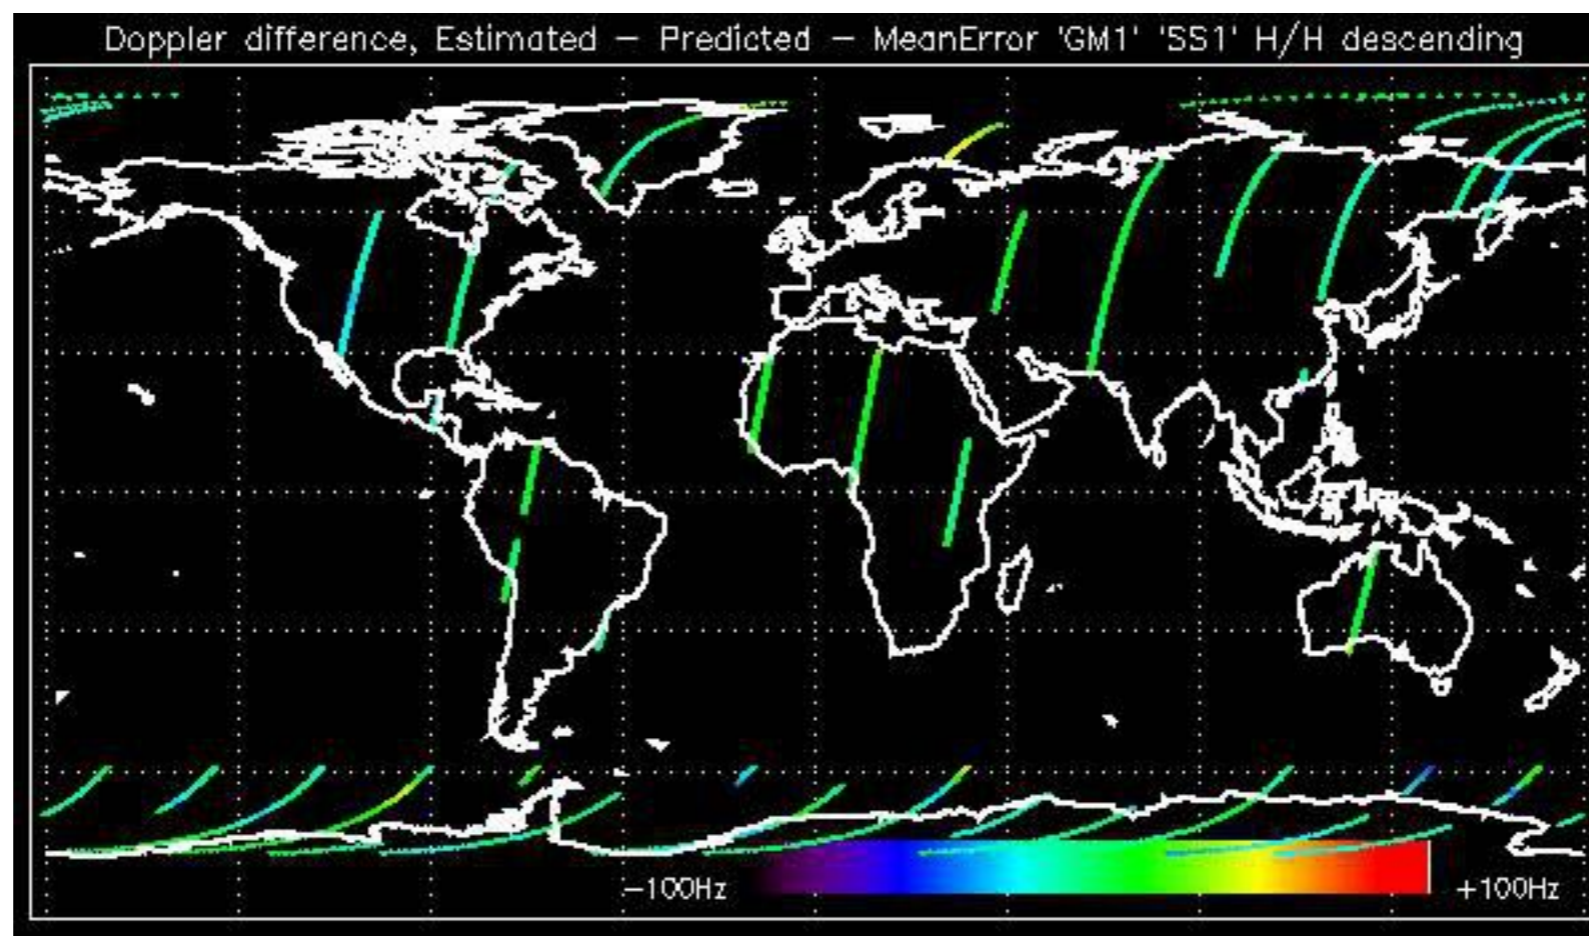 Doppler difference, Estimated − Predicted − MeanError 'GM1' 'SS1' H/H descending
−100Hz +100Hz